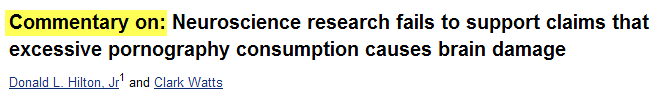 Commentary on: Neuroscience research fails to support claims that
excessive pornography consumption causes brain damage
Donald L. Hilton, Jr1 and Clark Watts